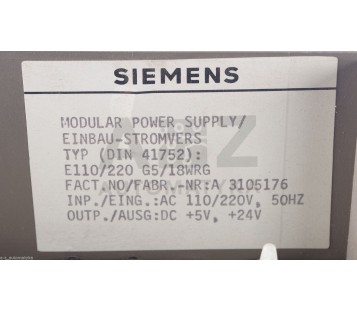 SIEMENS
MODULAR POWER SUPPLY/
EINBAU-STROMVERS
TYP (DIN 41752):
E110/220 G5/18WRG
FACT.NO/FABR.-NR:A 3105176
INP./EING.:AC 110/220V, 50HZ
OUTP./AUSG:DC +5V, +24V